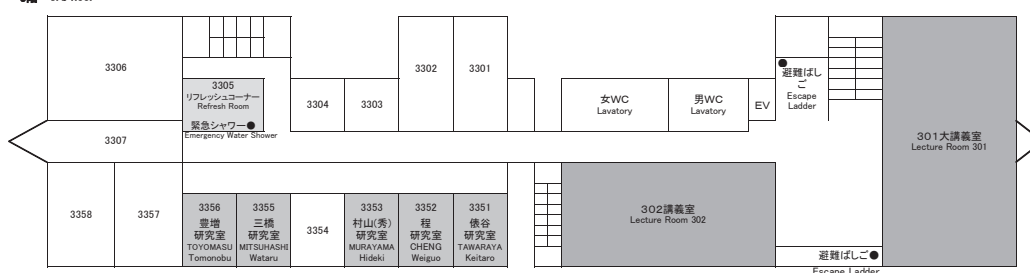 3306
3302
3301
3305
リフレッシュコーナー
Refresh Room
3304
3303
女WC
Lavatory
男WC
Lavatory
EV
避難ばし
ご
Escape
Ladder
緊急シャワー●
Emergency Water Shower
3307
301大講義室
Lecture Room 301
3358
3357
3356
豊増
研究室
TOYOMASU
Tomonobu
3355
三橋
研究室
MITSUHASHI
Wataru
3354
3353
村山(秀)
研究室
MURAYAMA
Hideki
3352
程
研究室
CHENG
Weiguo
3351
俵谷
研究室
TAWARAYA
Keitaro
302講義室
Lecture Room 302
避難ばしご●
Escape Ladder